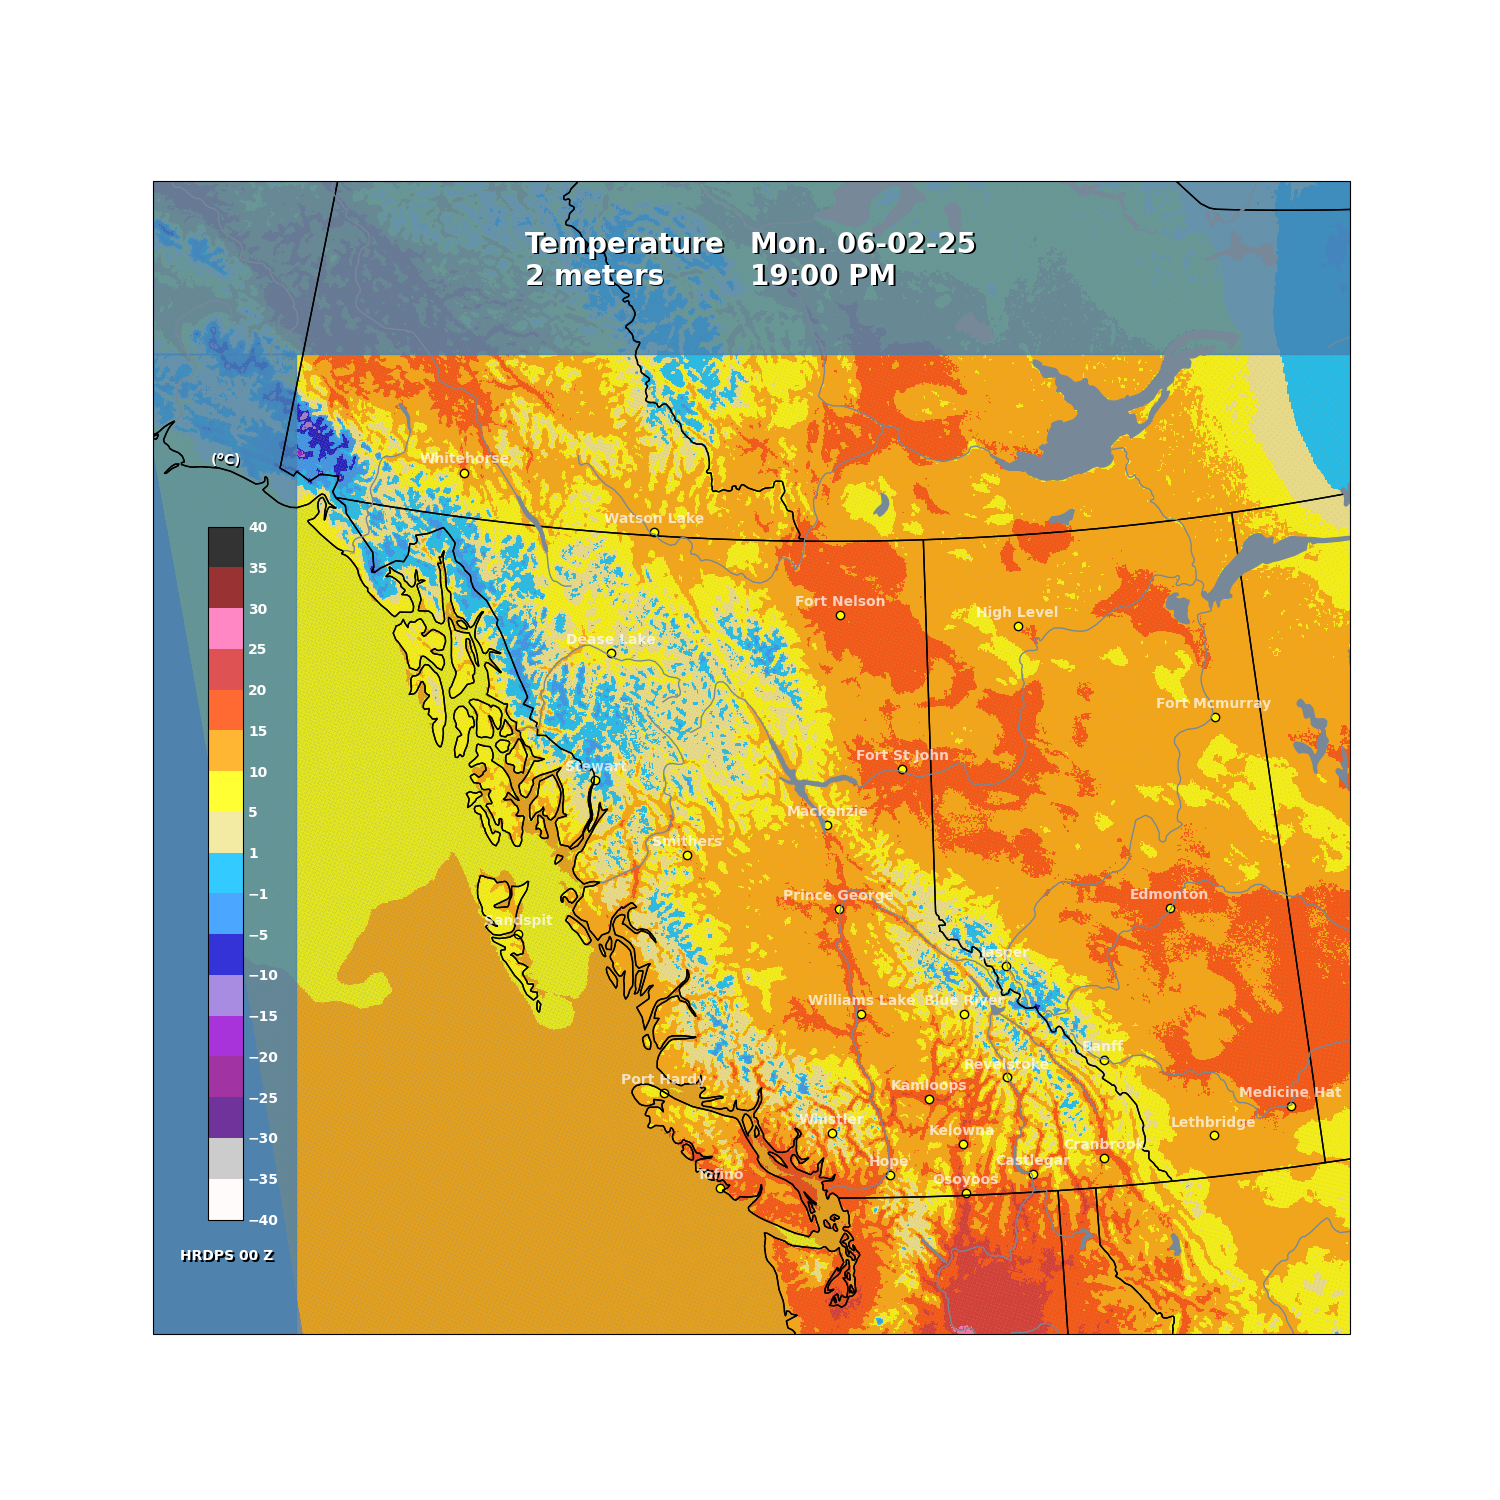 Temperature   Mon. 06-02-25
2 meters   19:00 PM
(°C)
Whitehorse
Watson Lake
40
35
Fort Nelson
30
High Level
Dease Lake
25
20
Fort Mcmurray
15
Fort St John
Stewart
10
Mackenzie
5
Smithers
1
−1
Prince George
Edmonton
Sandspit
−5
Jasper
−10
Williams Lake
Blue River
−15
Banff
−20
Revelstoke
Port Hardy
Kamloops
−25
Medicine Hat
Whistler
Lethbridge
−30
Kelowna
Cranbrook
Hope
Castlegar
−35
Tofino
Osoyoos
−40
HRDPS 00 Z